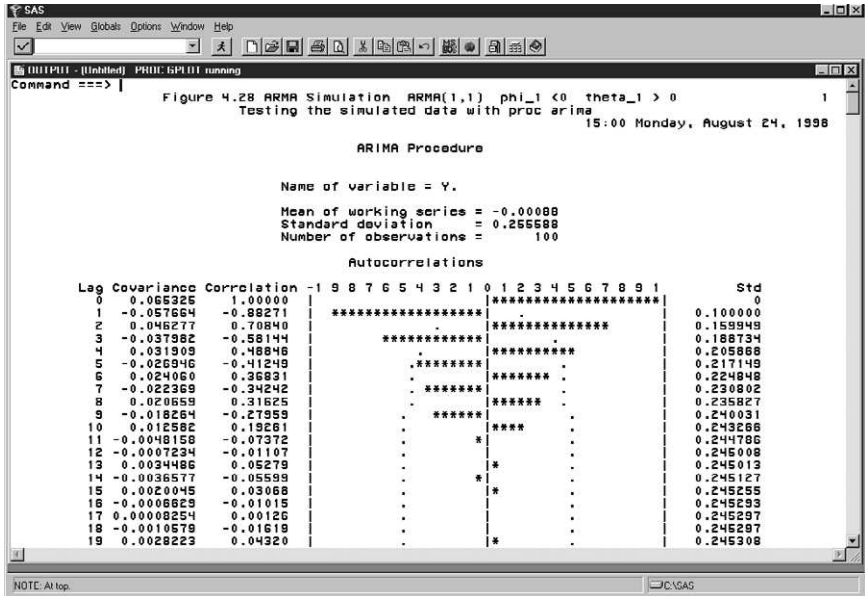 SAS
File Edit View Globals Options Window Help
OUTPUT - (Untitled) PROC GPLOT running
Command ===>
Figure 4.28 ARMA Simulation ARMA(1,1) phi_1 <0 theta_1 > 0 1
Testing the simulated data with proc arima
15:00 Monday, August 24, 1998
ARIMA Procedure
Name of variable = Y.
Mean of working series = -0.00088
Standard deviation = 0.255588
Number of observations = 100
Autocorrelations
Lag Covariance Correlation -1 9 8 7 6 5 4 3 2 1 0 1 2 3 4 5 6 7 8 9 1 Std
0 0.065325 1.00000 | |********************| 0
1 -0.057664 -0.88271 | ******************| . | 0.100000
2 0.046277 0.70840 | . |************** | 0.159949
3 -0.037982 -0.58144 | ************| . | 0.188734
4 0.031909 0.48846 | . |********** | 0.205868
5 -0.026946 -0.41249 | .********| . | 0.217149
6 0.024060 0.36831 | . |******* . | 0.224848
7 -0.022369 -0.34242 | . *******| . | 0.230802
8 0.020659 0.31625 | . |****** . | 0.235827
9 -0.018264 -0.27959 | . ******| . | 0.240031
10 0.012582 0.19261 | . |**** . | 0.243266
11 -0.0048158 -0.07372 | . *| . | 0.244786
12 -0.0007234 -0.01107 | . | . | 0.245008
13 0.0034486 0.05279 | . |* . | 0.245013
14 -0.0036577 -0.05599 | . *| . | 0.245127
15 0.0020045 0.03068 | . |* . | 0.245255
16 -0.0006629 -0.01015 | . | . | 0.245293
17 0.00008254 0.00126 | . | . | 0.245297
18 -0.0010579 -0.01619 | . | . | 0.245297
19 0.0028223 0.04320 | . |* . | 0.245308
NOTE: At top.
C:\SAS